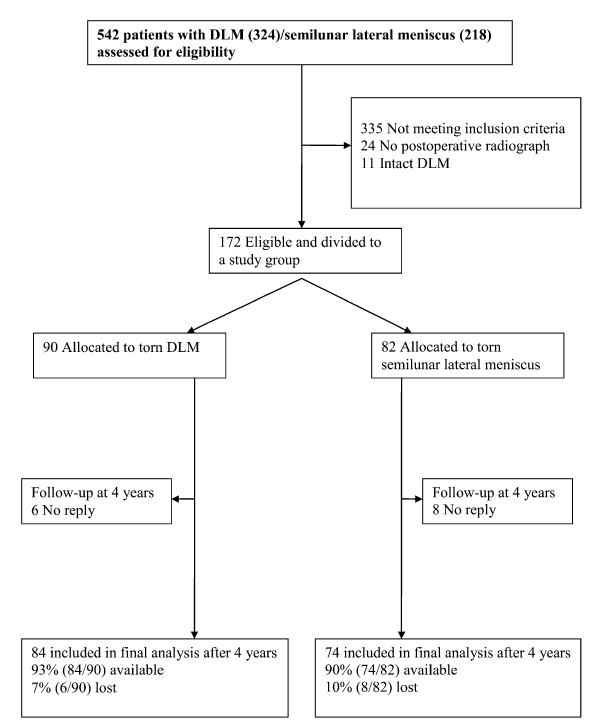 542 patients with DLM (324)/semilunar lateral meniscus (218)
assessed for eligibility
335 Not meeting inclusion criteria
24 No postoperative radiograph
11 Intact DLM
172 Eligible and divided to
a study group
90 Allocated to torn DLM
82 Allocated to torn
semilunar lateral meniscus
Follow-up at 4 years
6 No reply
Follow-up at 4 years
8 No reply
84 included in final analysis after 4 years
93% (84/90) available
7% (6/90) lost
74 included in final analysis after 4 years
90% (74/82) available
10% (8/82) lost